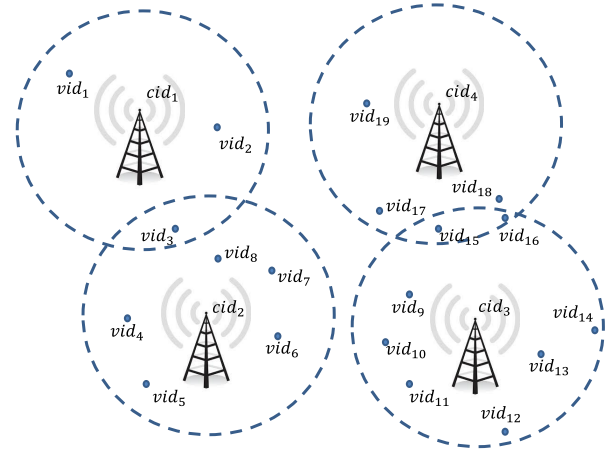 cid₁
vid₁
vid₂
vid₃
cid₄
vid₁₉
vid₁₈
vid₁₇
vid₁₅
vid₁₆
vid₈
vid₇
cid₂
vid₄
vid₆
vid₅
vid₉
cid₃
vid₁₄
vid₁₀
vid₁₃
vid₁₁
vid₁₂